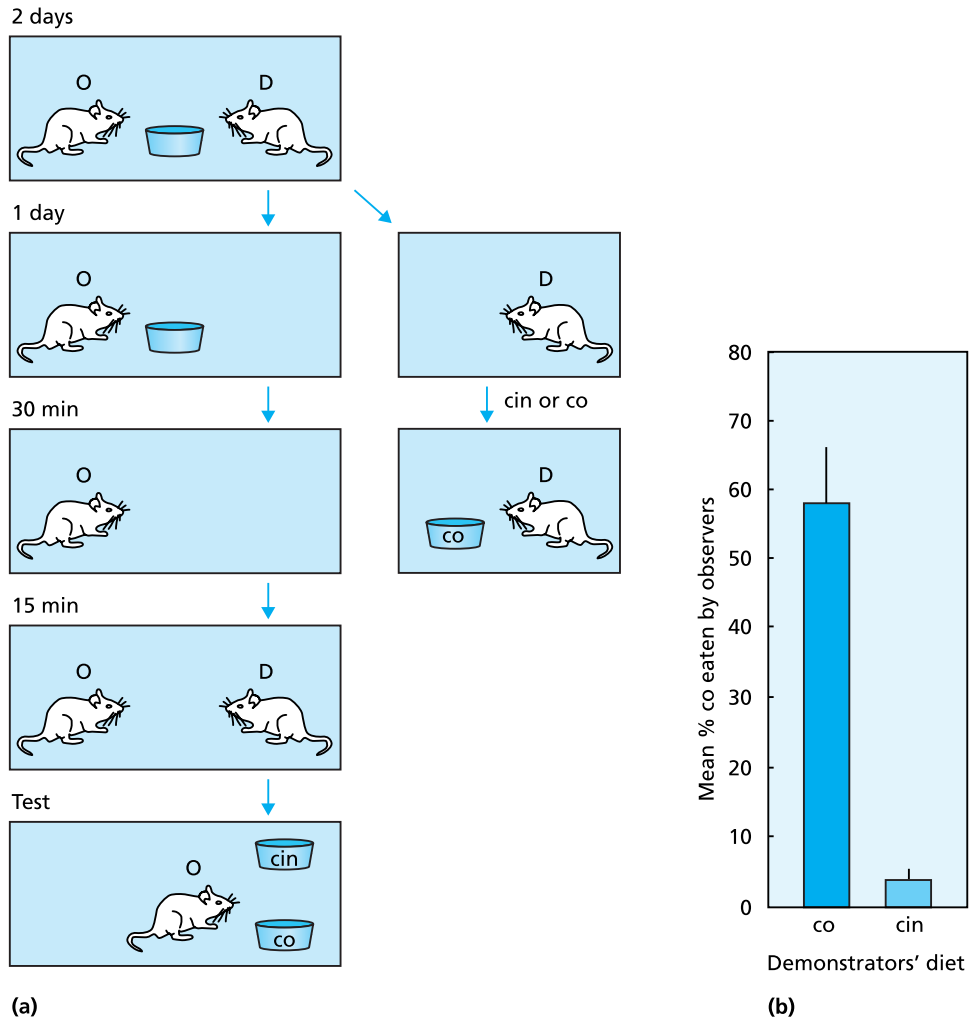 2 days
O
D
1 day
O
D
cin or co
30 min
O
D
co
15 min
O
D
Test
O
cin
co
(a)
Mean % co eaten by observers
80
70
60
50
40
30
20
10
0
co
cin
Demonstrators’ diet
(b)